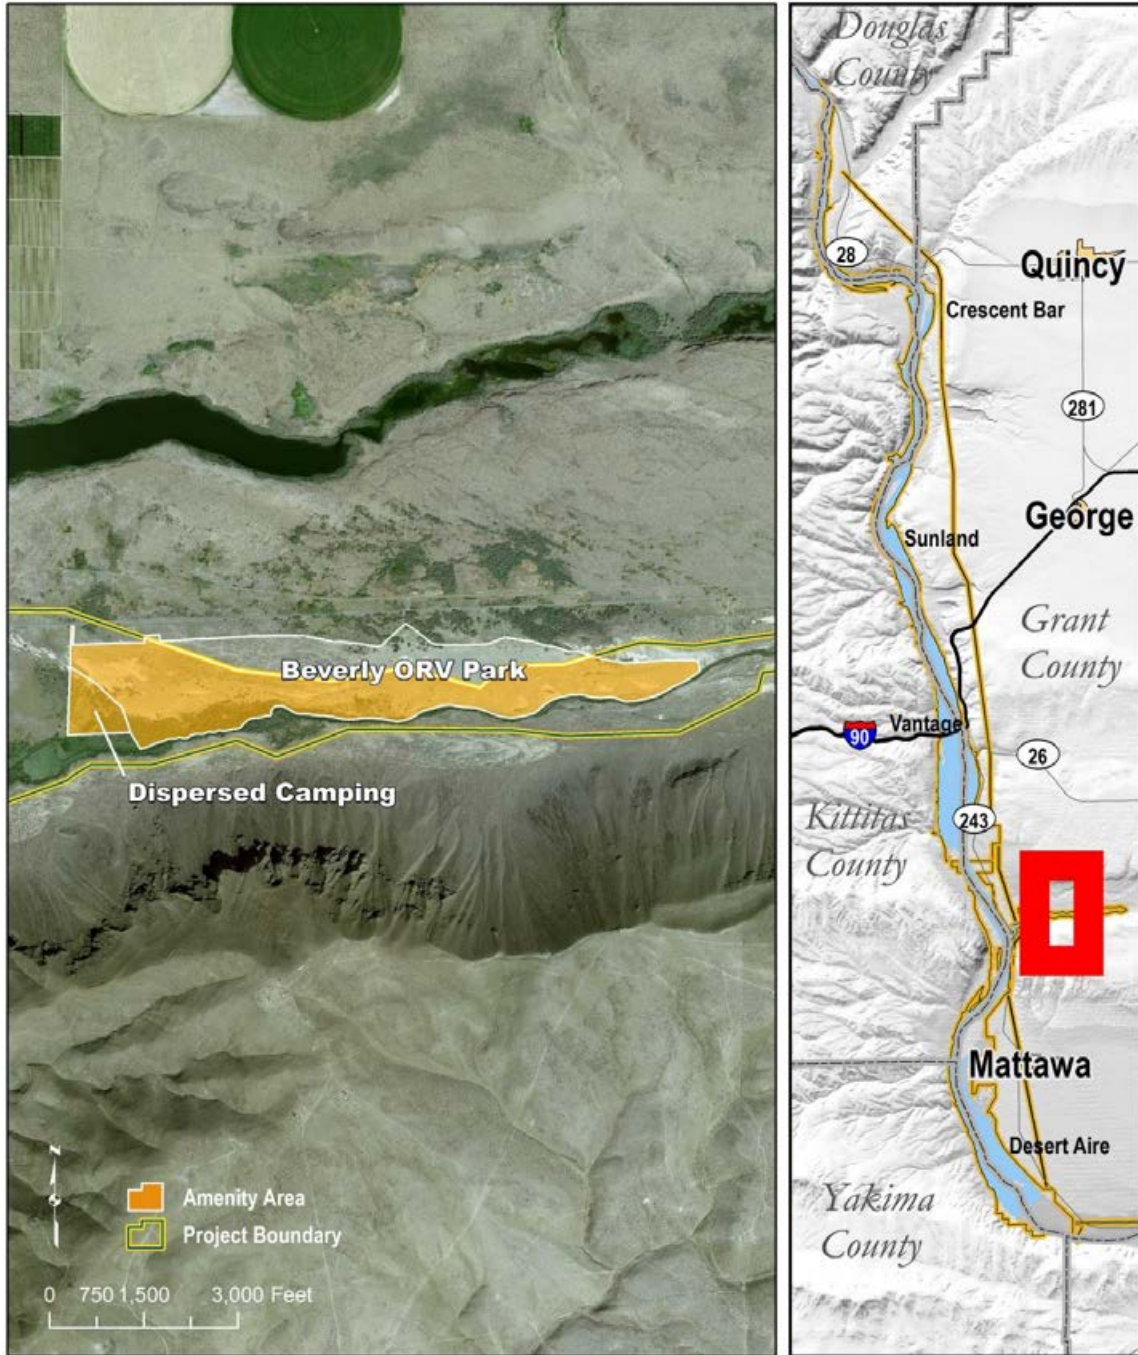 Beverly ORV Park
Dispersed Camping
Z
Amenity Area
Project Boundary
0 750 1,500 3,000 Feet
Douglas
County
28
Quincy
Crescent Bar
281
George
Sunland
Grant
County
Vantage
90
26
Kittitas
County
243
Mattawa
Desert Aire
Yakima
County